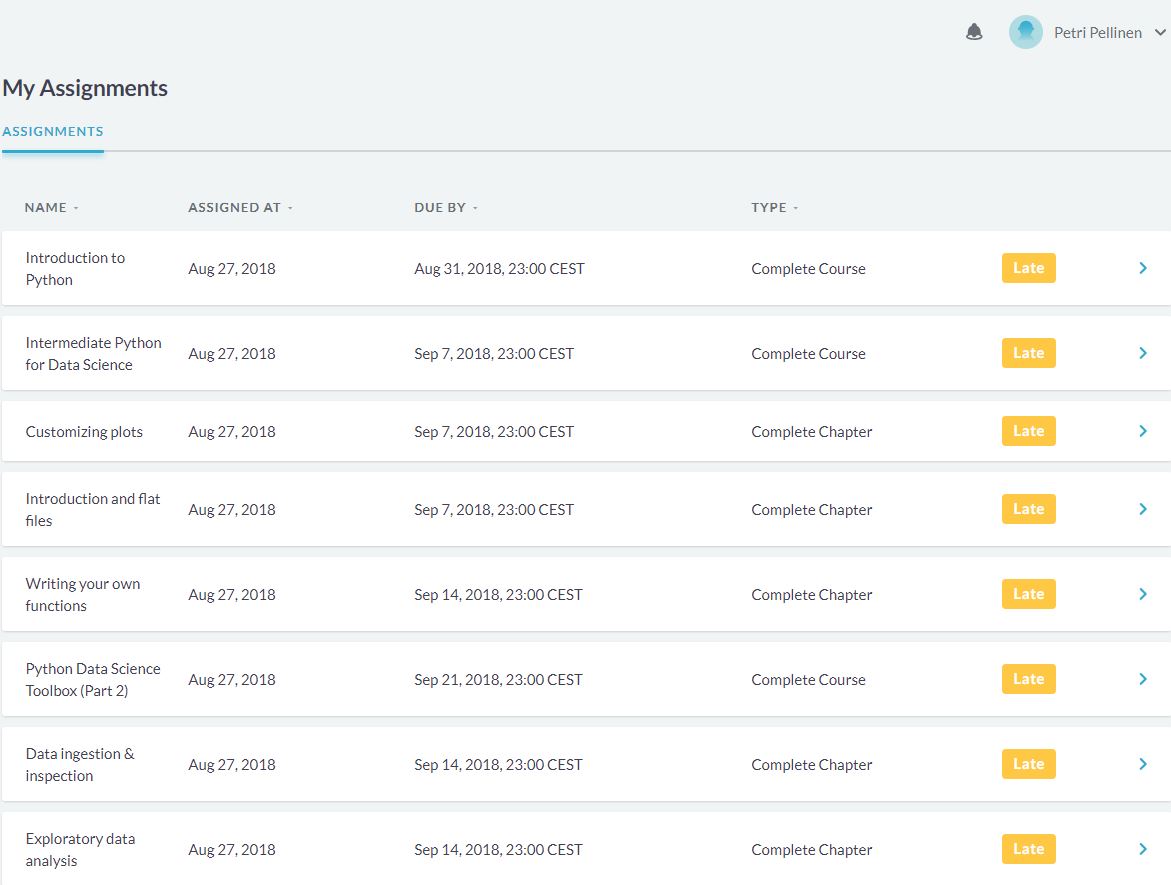 Petri Pellinen
My Assignments
ASSIGNMENTS
NAME - ASSIGNED AT - DUE BY - TYPE -
Introduction to
Python
Aug 27, 2018 Aug 31, 2018, 23:00 CEST Complete Course Late
Intermediate Python
for Data Science
Aug 27, 2018 Sep 7, 2018, 23:00 CEST Complete Course Late
Customizing plots Aug 27, 2018 Sep 7, 2018, 23:00 CEST Complete Chapter Late
Introduction and flat
files
Aug 27, 2018 Sep 7, 2018, 23:00 CEST Complete Chapter Late
Writing your own
functions
Aug 27, 2018 Sep 14, 2018, 23:00 CEST Complete Chapter Late
Python Data Science
Toolbox (Part 2)
Aug 27, 2018 Sep 21, 2018, 23:00 CEST Complete Course Late
Data ingestion &
inspection
Aug 27, 2018 Sep 14, 2018, 23:00 CEST Complete Chapter Late
Exploratory data
analysis
Aug 27, 2018 Sep 14, 2018, 23:00 CEST Complete Chapter Late